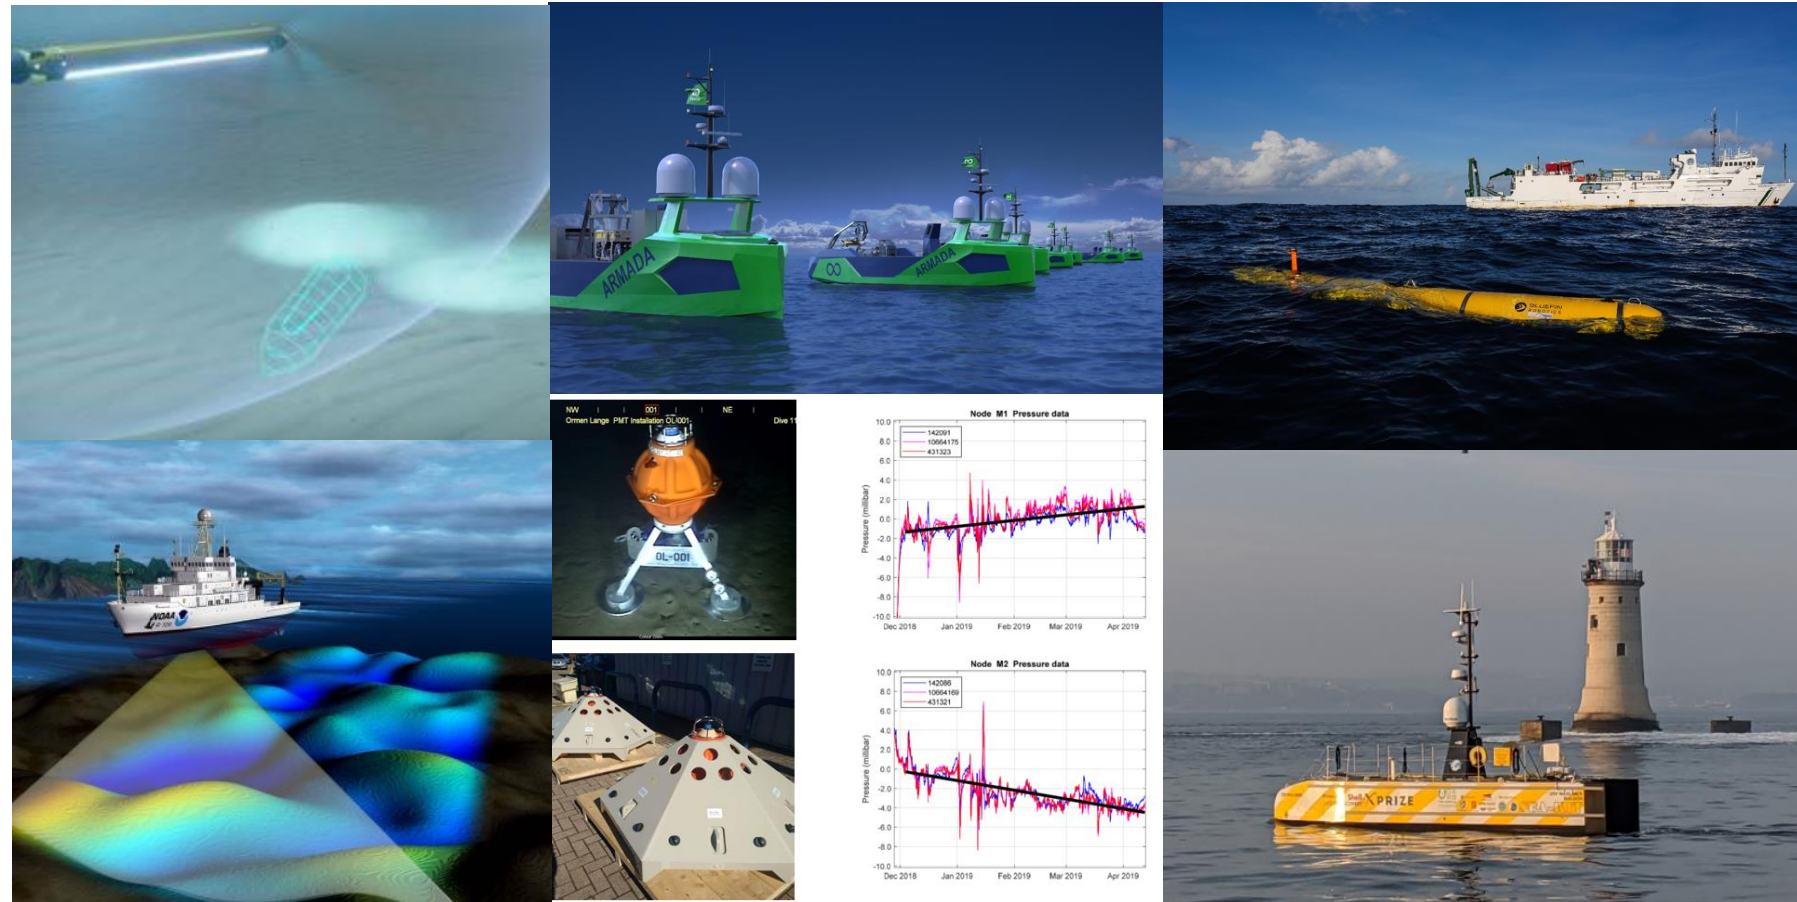 ARMADA
ARMADA
BLUEFIN
ROBOTICS
NW
001
NE
Ormen Lange PMT Installation OL-001
Dive 11
OL-001
Node M1 Pressure data
142091
10664175
431323
Pressure (millibar)
10.0
8.0
6.0
4.0
2.0
0.0
-2.0
-4.0
-6.0
-8.0
-10.0
Dec 2018
Jan 2019
Feb 2019
Mar 2019
Apr 2019
NOAA
Node M2 Pressure data
142086
10664169
431321
Pressure (millibar)
10.0
8.0
6.0
4.0
2.0
0.0
-2.0
-4.0
-6.0
-8.0
-10.0
Dec 2018
Jan 2019
Feb 2019
Mar 2019
Apr 2019
Shell
XPRIZE